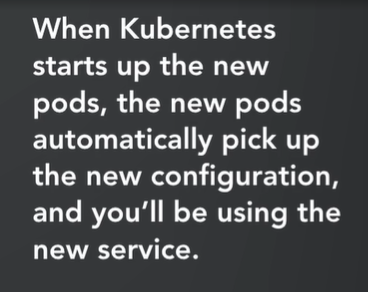 When Kubernetes
starts up the new
pods, the new pods
automatically pick up
the new configuration,
and you’ll be using the
new service.